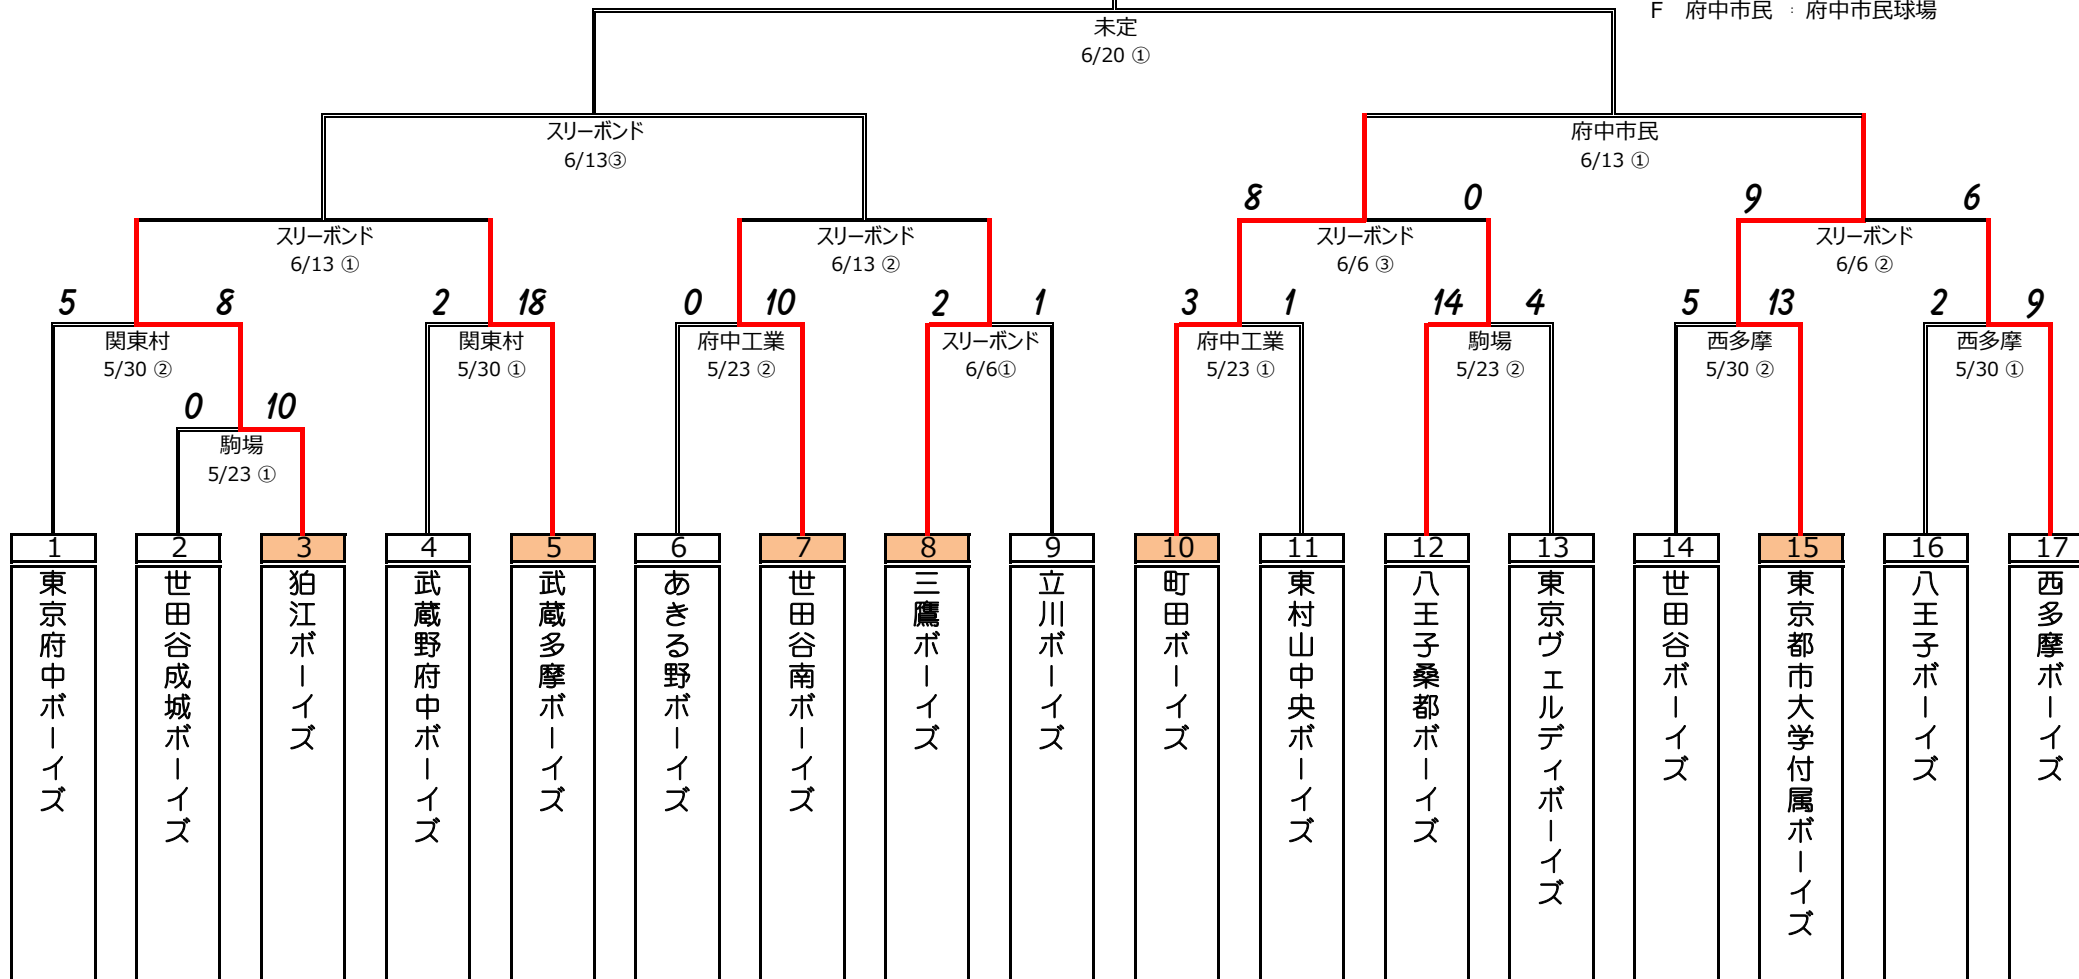 F 府中市民 : 府中市民球場
未定
6/20 ①
スリーボンド
6/13③
府中市民
6/13 ①
8 0 9 6
スリーボンド
6/13 ①
スリーボンド
6/13 ②
スリーボンド
6/6 ③
スリーボンド
6/6 ②
5 8 2 18 0 10 2 1 3 1 14 4 5 13 2 9
関東村
5/30 ②
関東村
5/30 ①
府中工業
5/23 ②
スリーボンド
6/6①
府中工業
5/23 ①
駒場
5/23 ②
西多摩
5/30 ②
西多摩
5/30 ①
0 10
駒場
5/23 ①
1
東京府中ボーイズ
2
世田谷成城ボーイズ
3
狛江ボーイズ
4
武蔵野府中ボーイズ
5
武蔵多摩ボーイズ
6
あきる野ボーイズ
7
世田谷南ボーイズ
8
三鷹ボーイズ
9
立川ボーイズ
10
町田ボーイズ
11
東村山中央ボーイズ
12
八王子桑都ボーイズ
13
東京ヴェルディボーイズ
14
世田谷ボーイズ
15
東京都市大学付属ボーイズ
16
八王子ボーイズ
17
西多摩ボーイズ